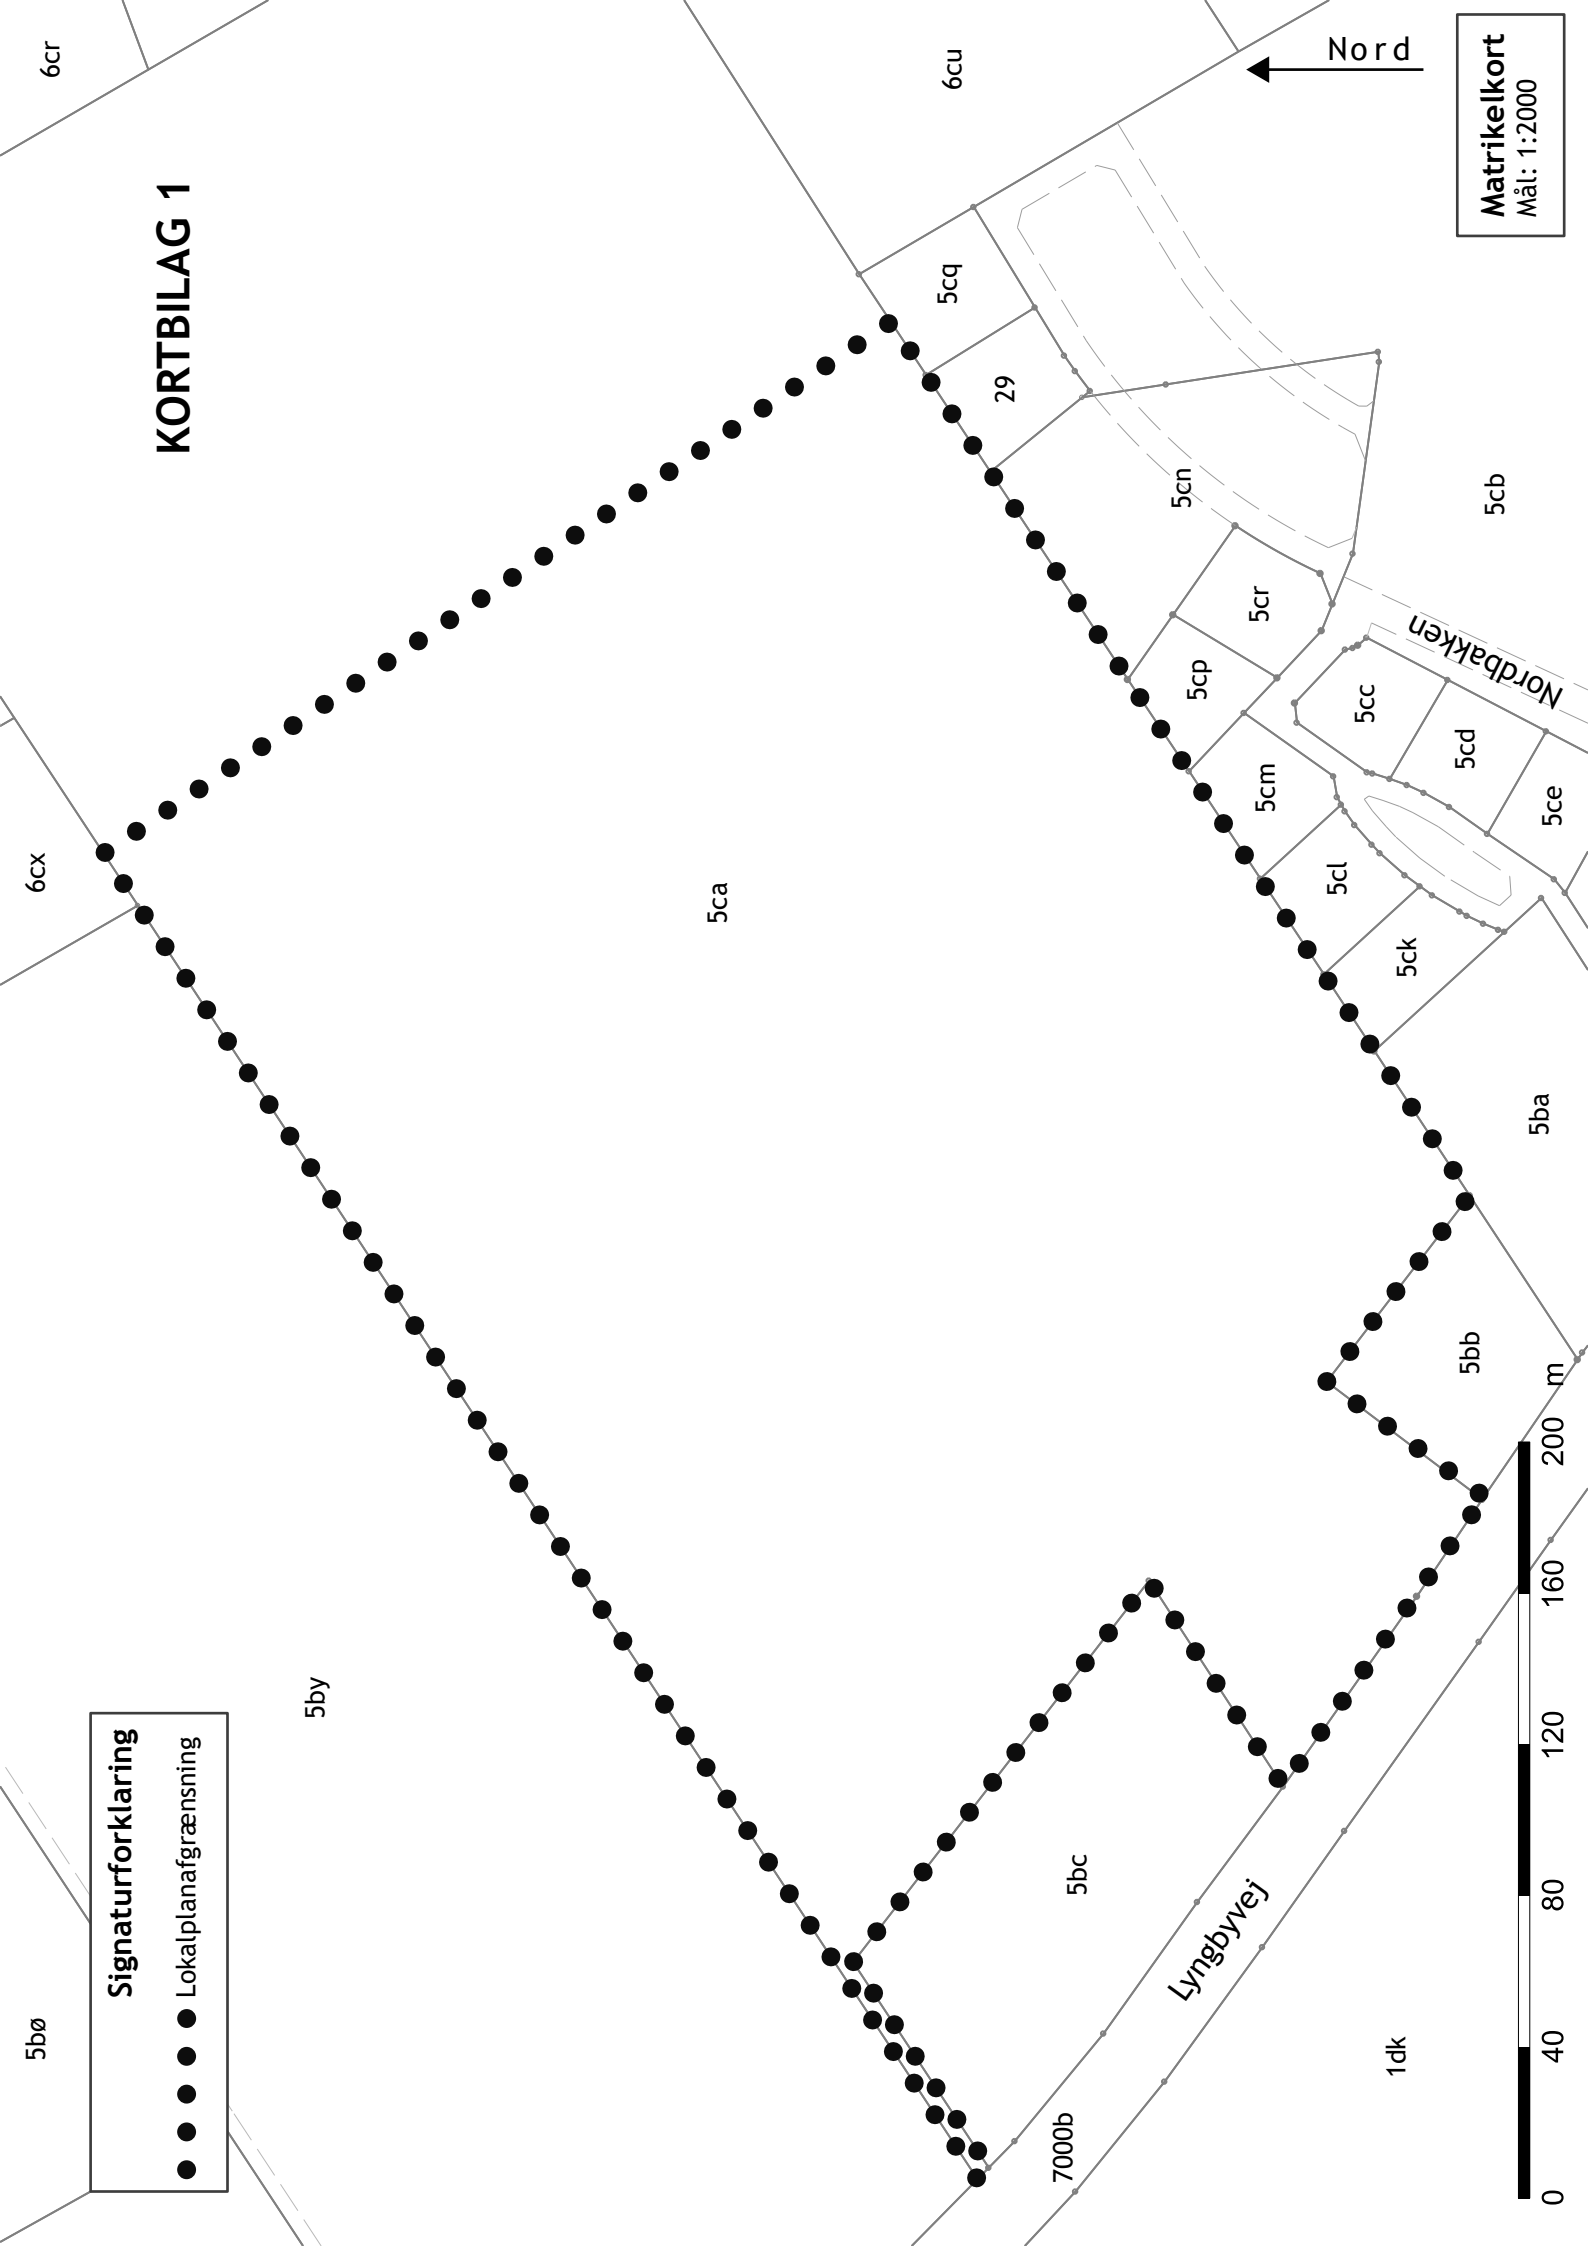 KORTBILAG 1
Signaturforklaring
Lokalplanafgrænsning
5bø
5by
6cx
6cr
5ca
6cu
5cq
29
5cn
5cr
5cp
5cm
5cl
5ck
5cc
5cd
5ce
5cb
Nordbakken
5ba
5bb
5bc
Lyngbyvej
7000b
1dk
0 40 80 120 160 200 m
Nord
Matrikelkort
Mål: 1:2000